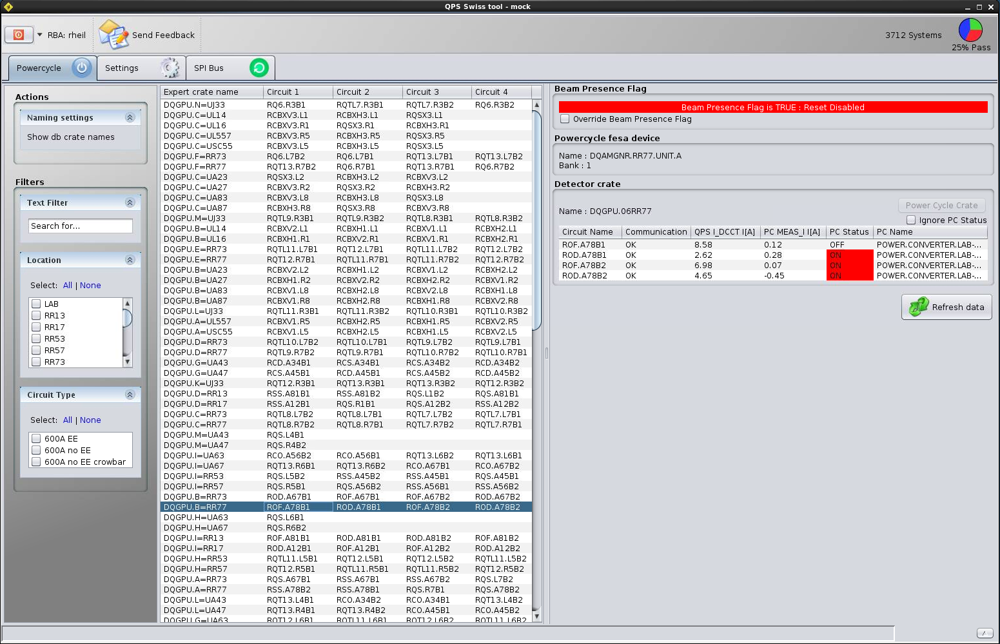 QPS Swiss tool - mock
RBA: rheil
Send Feedback
3712 Systems
25% Pass
Powercycle
Settings
SPI Bus
Actions
Naming settings
Show db crate names
Filters
Text Filter
Search for...
Location
Select: All | None
LAB
RR13
RR17
RR53
RR57
RR73
Circuit Type
Select: All | None
600A EE
600A no EE
600A no EE crowbar
Expert crate name Circuit 1 Circuit 2 Circuit 3 Circuit 4
DQGPU.N=UJ33 RQ6.R3B1 RQTL7.R3B1 RQTL7.R3B2 RQ6.R3B2
DQGPU.C=UL14 RCBXV3.L1 RCBXH3.L1 RQSX3.L1
DQGPU.C=UL16 RCBXV3.R1 RQSX3.R1 RCBXH3.R1
DQGPU.C=UL557 RCBXV3.R5 RCBXH3.R5 RQSX3.R5
DQGPU.C=USC55 RCBXV3.L5 RCBXH3.L5 RQSX3.L5
DQGPU.F=RR73 RQ6.L7B2 RQ6.L7B1 RQT13.L7B1 RQT13.L7B2
DQGPU.F=RR77 RQT13.R7B2 RQ6.R7B1 RQT13.R7B1 RQ6.R7B2
DQGPU.C=UA23 RQSX3.L2 RCBXH3.L2 RCBXV3.L2
DQGPU.C=UA27 RCBXV3.R2 RQSX3.R2 RCBXH3.R2
DQGPU.C=UA83 RCBXV3.L8 RCBXH3.L8 RQSX3.L8
DQGPU.C=UA87 RCBXH3.R8 RQSX3.R8 RCBXV3.R8
DQGPU.M=UJ33 RQTL9.R3B1 RQTL9.R3B2 RQTL8.R3B1 RQTL8.R3B2
DQGPU.B=UL14 RCBXV2.L1 RCBXH1.L1 RCBXV1.L1 RCBXH2.L1
DQGPU.B=UL16 RCBXH1.R1 RCBXV2.R1 RCBXV1.R1 RCBXH2.R1
DQGPU.E=RR73 RQTL11.L7B1 RQT12.L7B1 RQTL11.L7B2 RQT12.L7B2
DQGPU.E=RR77 RQT12.R7B1 RQTL11.R7B1 RQTL11.R7B2 RQT12.R7B2
DQGPU.B=UA23 RCBXV2.L2 RCBXH1.L2 RCBXV1.L2 RCBXH2.L2
DQGPU.B=UA27 RCBXH1.R2 RCBXV2.R2 RCBXH2.R2 RCBXV1.R2
DQGPU.B=UA83 RCBXV1.L8 RCBXH2.L8 RCBXV2.L8 RCBXH1.L8
DQGPU.B=UA87 RCBXV1.R8 RCBXH2.R8 RCBXH1.R8 RCBXV2.R8
DQGPU.L=UJ33 RQTL11.R3B1 RQTL11.R3B2 RQTL10.R3B1 RQTL10.R3B2
DQGPU.A=UL557 RCBXV1.R5 RCBXH2.R5 RCBXH1.R5 RCBXV2.R5
DQGPU.A=USC55 RCBXV1.L5 RCBXH2.L5 RCBXH1.L5 RCBXV2.L5
DQGPU.D=RR73 RQTL10.L7B2 RQTL10.L7B1 RQTL9.L7B2 RQTL9.L7B1
DQGPU.D=RR77 RQTL9.R7B2 RQTL9.R7B1 RQTL10.R7B2 RQTL10.R7B1
DQGPU.G=UA43 RCD.A34B1 RCS.A34B1 RCS.A34B2 RCD.A34B2
DQGPU.G=UA47 RCS.A45B1 RCD.A45B1 RCS.A45B2 RCD.A45B2
DQGPU.K=UJ33 RQT12.R3B1 RQT13.R3B1 RQT13.R3B2 RQT12.R3B2
DQGPU.D=RR13 RSS.A81B1 RSS.A81B2 RQS.L1B2 RQS.A81B1
DQGPU.D=RR17 RSS.A12B1 RQS.R1B1 RQS.A12B2 RSS.A12B2
DQGPU.C=RR73 RQTL8.L7B2 RQTL8.L7B1 RQTL7.L7B2 RQTL7.L7B1
DQGPU.C=RR77 RQTL8.R7B2 RQTL8.R7B1 RQTL7.R7B2 RQTL7.R7B1
DQGPU.M=UA43 RQS.L4B1
DQGPU.M=UA47 RQS.R4B2
DQGPU.I=UA63 RCO.A56B2 RCO.A56B1 RQT13.L6B2 RQT13.L6B1
DQGPU.I=UA67 RQT13.R6B1 RQT13.R6B2 RCO.A67B1 RCO.A67B2
DQGPU.I=RR53 RQS.L5B2 RSS.A45B2 RSS.A45B1 RQS.A45B1
DQGPU.I=RR57 RQS.R5B1 RQS.A56B2 RSS.A56B1 RSS.A56B2
DQGPU.B=RR73 ROD.A67B1 ROF.A67B1 ROF.A67B2 ROD.A67B2
DQGPU.B=RR77 ROF.A78B1 ROD.A78B1 ROF.A78B2 ROD.A78B2
DQGPU.H=UA63 RQS.L6B1
DQGPU.H=UA67 RQS.R6B2
DQGPU.I=RR13 ROF.A81B1 ROD.A81B1 ROD.A81B2 ROF.A81B2
DQGPU.I=RR17 ROD.A12B1 ROF.A12B1 ROF.A12B2 ROD.A12B2
DQGPU.H=RR53 RQTL11.L5B1 RQT12.L5B1 RQT12.L5B2 RQTL11.L5B2
DQGPU.H=RR57 RQT12.R5B1 RQTL11.R5B1 RQTL11.R5B2 RQT12.R5B2
DQGPU.A=RR73 RQS.A67B1 RSS.A67B1 RSS.A67B2 RQS.L7B2
DQGPU.A=RR77 RSS.A78B2 RSS.A78B1 RQS.R7B1 RQS.A78B2
DQGPU.L=UA43 RQT13.L4B1 RCO.A34B2 RCO.A34B1 RQT13.L4B2
DQGPU.L=UA47 RQT13.R4B1 RQT13.R4B2 RCO.A45B1 RCO.A45B2
DQGPU.G=UA63 RQT12.L6B1 RQTL11.L6B1 RQT12.L6B2 RQTL11.L6B2
Beam Presence Flag
Beam Presence Flag is TRUE : Reset Disabled
Override Beam Presence Flag
Powercycle fesa device
Name : DQAMGNR.RR77.UNIT.A
Bank : 1
Detector crate
Name : DQGPU.06RR77
Power Cycle Crate
Ignore PC Status
Circuit Name Communication QPS I_DCCT I[A] PC MEAS_I I[A] PC Status PC Name
ROF.A78B1 OK 8.58 0.12 OFF POWER.CONVERTER.LAB-...
ROD.A78B1 OK 2.62 0.28 ON POWER.CONVERTER.LAB-...
ROF.A78B2 OK 6.98 0.07 ON POWER.CONVERTER.LAB-...
ROD.A78B2 OK 4.65 -0.45 ON POWER.CONVERTER.LAB-...
Refresh data